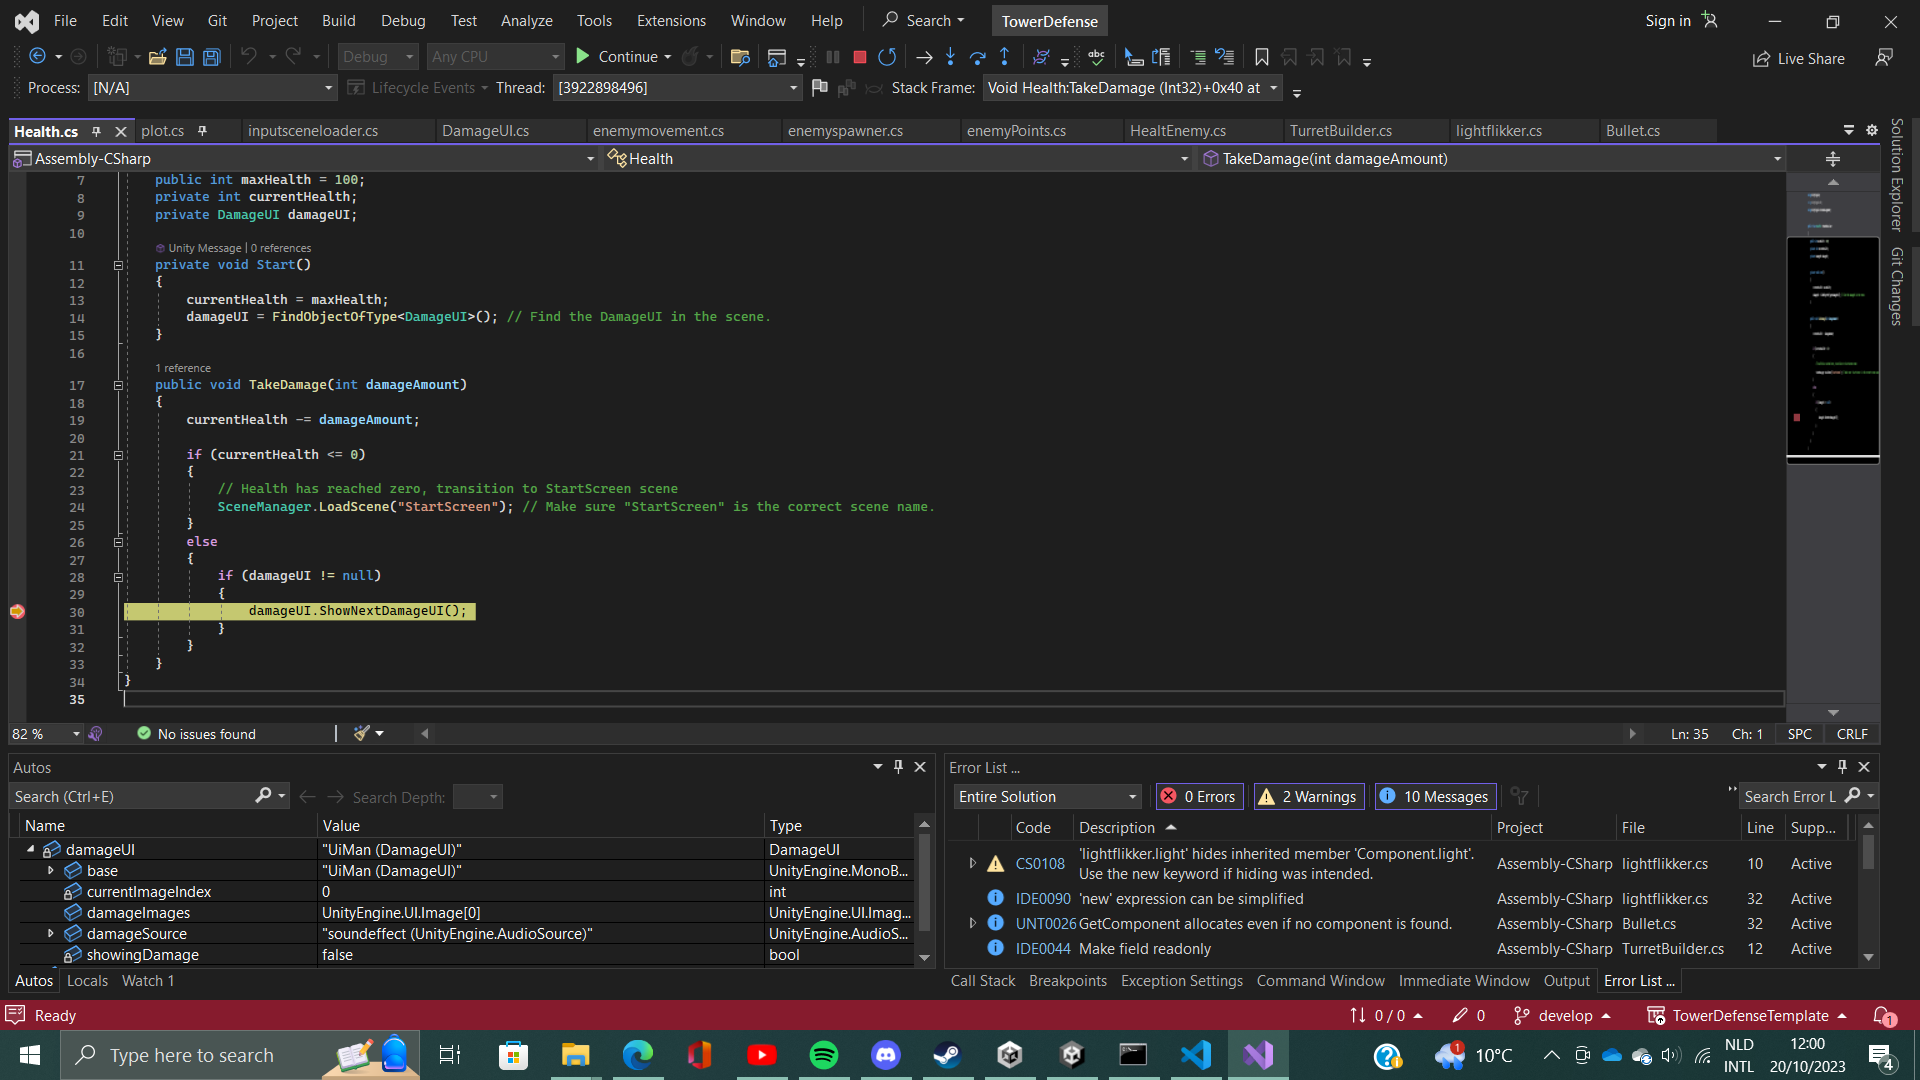 File Edit View Git Project Build Debug Test Analyze Tools Extensions Window Help Search TowerDefense Sign in
Debug Any CPU Continue Live Share
Process: [N/A] Lifecycle Events Thread: [3922898496] Stack Frame: Void Health:TakeDamage (Int32)+0x40 at
Health.cs plot.cs inputsceneloader.cs DamageUI.cs enemymovement.cs enemyspawner.cs enemyPoints.cs HealtEnemy.cs TurretBuilder.cs lightflikker.cs Bullet.cs
Assembly-CSharp Health TakeDamage(int damageAmount)
Solution Explorer
Git Changes
7 public int maxHealth = 100;
8 private int currentHealth;
9 private DamageUI damageUI;
10
Unity Message | 0 references
11 private void Start()
12 {
13 currentHealth = maxHealth;
14 damageUI = FindObjectOfType<DamageUI>(); // Find the DamageUI in the scene.
15 }
16
1 reference
17 public void TakeDamage(int damageAmount)
18 {
19 currentHealth -= damageAmount;
20
21 if (currentHealth <= 0)
22 {
23 // Health has reached zero, transition to StartScreen scene
24 SceneManager.LoadScene("StartScreen"); // Make sure "StartScreen" is the correct scene name.
25 }
26 else
27 {
28 if (damageUI != null)
29 {
30 damageUI.ShowNextDamageUI();
31 }
32 }
33 }
34 }
35
82 % No issues found Ln: 35 Ch: 1 SPC CRLF
Autos
Search (Ctrl+E) Search Depth:
Name Value Type
damageUI "UiMan (DamageUI)" DamageUI
base "UiMan (DamageUI)" UnityEngine.MonoB...
currentImageIndex 0 int
damageImages UnityEngine.UI.Image[0] UnityEngine.UI.Imag...
damageSource "soundeffect (UnityEngine.AudioSource)" UnityEngine.AudioS...
showingDamage false bool
Autos Locals Watch 1
Error List ...
Entire Solution 0 Errors 2 Warnings 10 Messages Search Error L
Code Description Project File Line Supp...
CS0108 'lightflikker.light' hides inherited member 'Component.light'. Use the new keyword if hiding was intended. Assembly-CSharp lightflikker.cs 10 Active
IDE0090 'new' expression can be simplified Assembly-CSharp lightflikker.cs 32 Active
UNT0026 GetComponent allocates even if no component is found. Assembly-CSharp Bullet.cs 32 Active
IDE0044 Make field readonly Assembly-CSharp TurretBuilder.cs 12 Active
Call Stack Breakpoints Exception Settings Command Window Immediate Window Output Error List ...
Ready 0 / 0 0 develop TowerDefenseTemplate 1
Type here to search 1 10°C NLD 12:00
INTL 20/10/2023 4